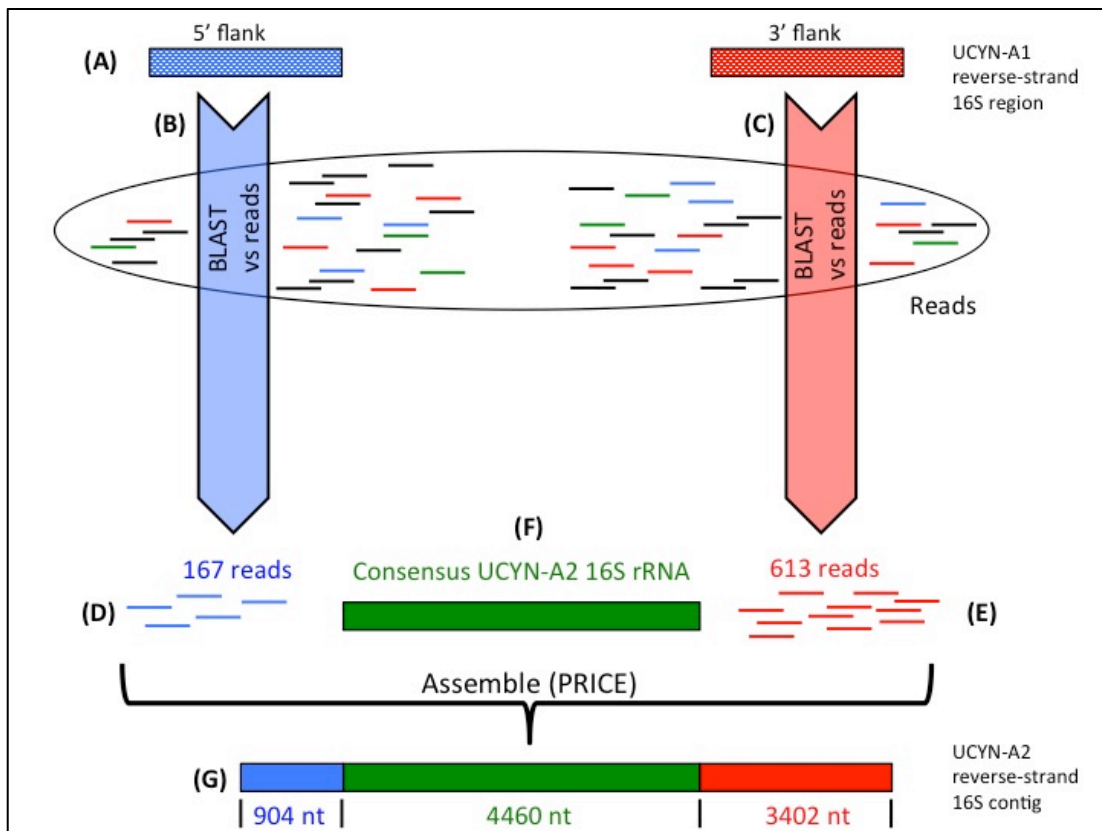 5’ flank
3’ flank
(A)
UCYN-A1
reverse-strand
16S region
(B)
(C)
BLAST
vs reads
BLAST
vs reads
Reads
(F)
167 reads
Consensus UCYN-A2 16S rRNA
613 reads
(D)
(E)
Assemble (PRICE)
(G)
UCYN-A2
reverse-strand
16S contig
904 nt
4460 nt
3402 nt